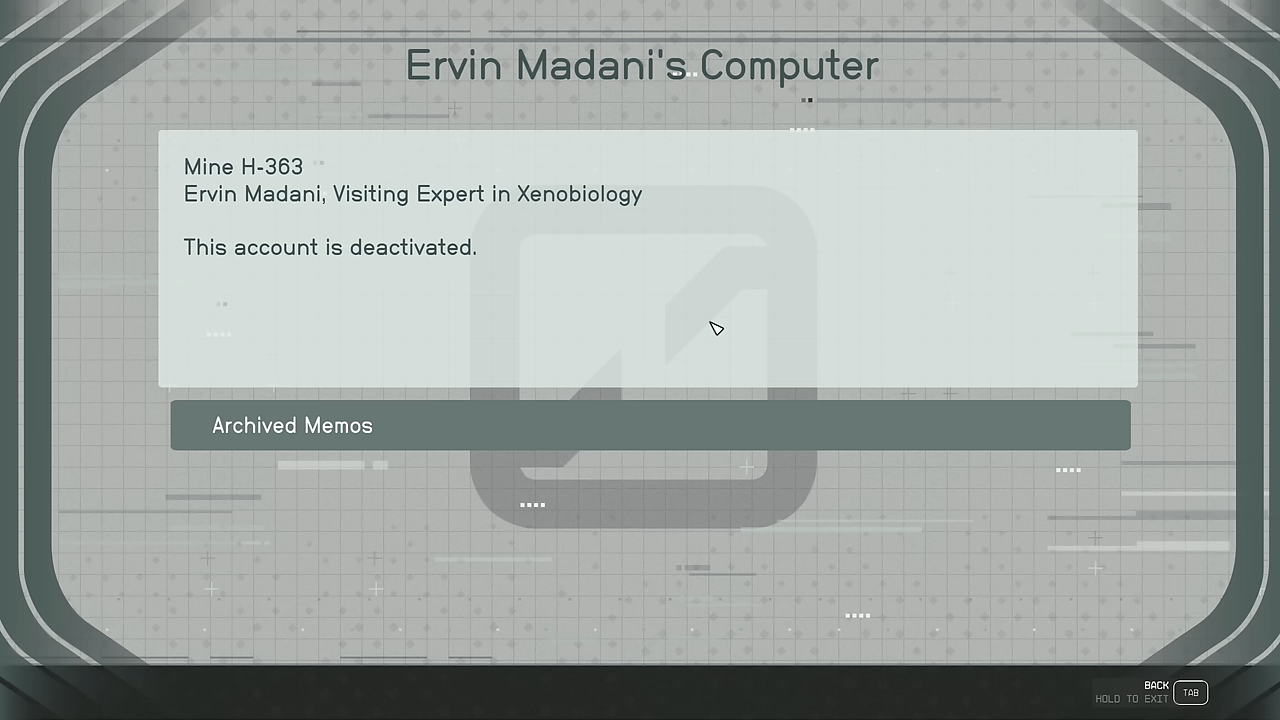 Ervin Madani's Computer
Mine H-363
Ervin Madani, Visiting Expert in Xenobiology
This account is deactivated.
Archived Memos
BACK
HOLD TO EXIT
TAB